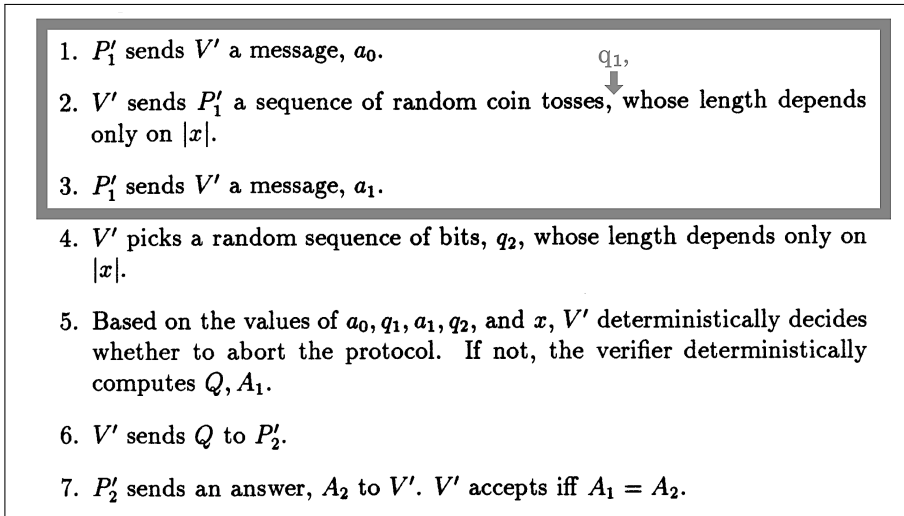 1. P′₁ sends V′ a message, a₀.
q₁,
2. V′ sends P′₁ a sequence of random coin tosses, whose length depends
only on |x|.
3. P′₁ sends V′ a message, a₁.
4. V′ picks a random sequence of bits, q₂, whose length depends only on
|x|.
5. Based on the values of a₀, q₁, a₁, q₂, and x, V′ deterministically decides
whether to abort the protocol. If not, the verifier deterministically
computes Q, A₁.
6. V′ sends Q to P′₂.
7. P′₂ sends an answer, A₂ to V′. V′ accepts iff A₁ = A₂.